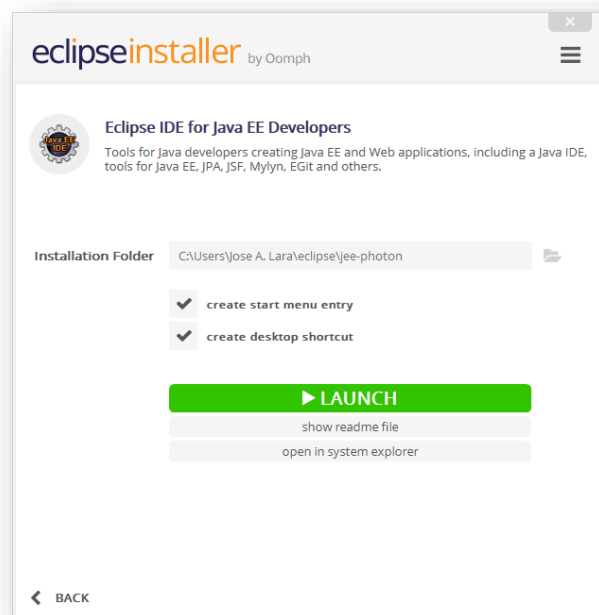 eclipseinstaller by Oomph
Java EE
IDE
Eclipse IDE for Java EE Developers
Tools for Java developers creating Java EE and Web applications, including a Java IDE,
tools for Java EE, JPA, JSF, Mylyn, EGit and others.
Installation Folder C:\Users\Jose A. Lara\eclipse\jee-photon
create start menu entry
create desktop shortcut
LAUNCH
show readme file
open in system explorer
BACK